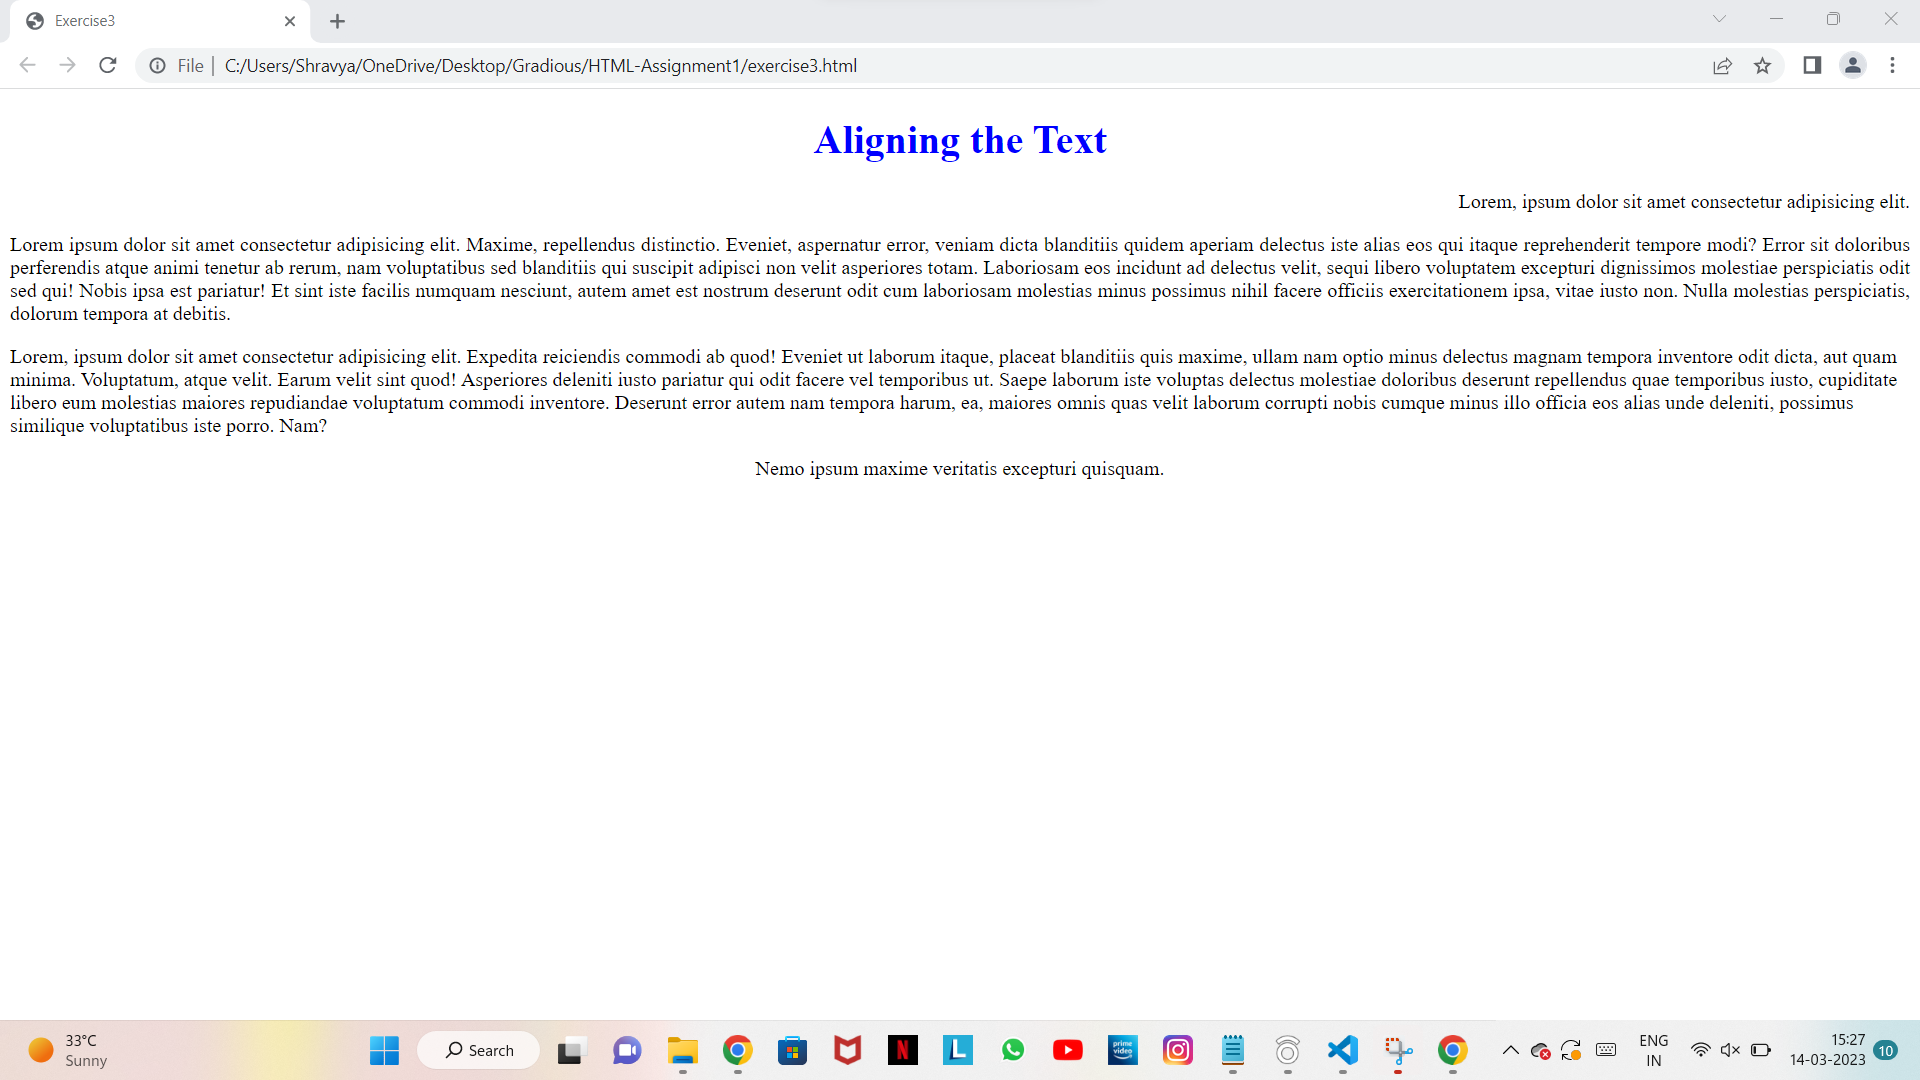 Exercise3
File | C:/Users/Shravya/OneDrive/Desktop/Gradious/HTML-Assignment1/exercise3.html
Aligning the Text
Lorem, ipsum dolor sit amet consectetur adipisicing elit.
Lorem ipsum dolor sit amet consectetur adipisicing elit. Maxime, repellendus distinctio. Eveniet, aspernatur error, veniam dicta blanditiis quidem aperiam delectus iste alias eos qui itaque reprehenderit tempore modi? Error sit doloribus
perferendis atque animi tenetur ab rerum, nam voluptatibus sed blanditiis qui suscipit adipisci non velit asperiores totam. Laboriosam eos incidunt ad delectus velit, sequi libero voluptatem excepturi dignissimos molestiae perspiciatis odit
sed qui! Nobis ipsa est pariatur! Et sint iste facilis numquam nesciunt, autem amet est nostrum deserunt odit cum laboriosam molestias minus possimus nihil facere officiis exercitationem ipsa, vitae iusto non. Nulla molestias perspiciatis,
dolorum tempora at debitis.
Lorem, ipsum dolor sit amet consectetur adipisicing elit. Expedita reiciendis commodi ab quod! Eveniet ut laborum itaque, placeat blanditiis quis maxime, ullam nam optio minus delectus magnam tempora inventore odit dicta, aut quam
minima. Voluptatum, atque velit. Earum velit sint quod! Asperiores deleniti iusto pariatur qui odit facere vel temporibus ut. Saepe laborum iste voluptas delectus molestiae doloribus deserunt repellendus quae temporibus iusto, cupiditate
libero eum molestias maiores repudiandae voluptatum commodi inventore. Deserunt error autem nam tempora harum, ea, maiores omnis quas velit laborum corrupti nobis cumque minus illo officia eos alias unde deleniti, possimus
similique voluptatibus iste porro. Nam?
Nemo ipsum maxime veritatis excepturi quisquam.
33°C
Sunny
Search
N
L
prime
video
ENG
IN
15:27
14-03-2023
10